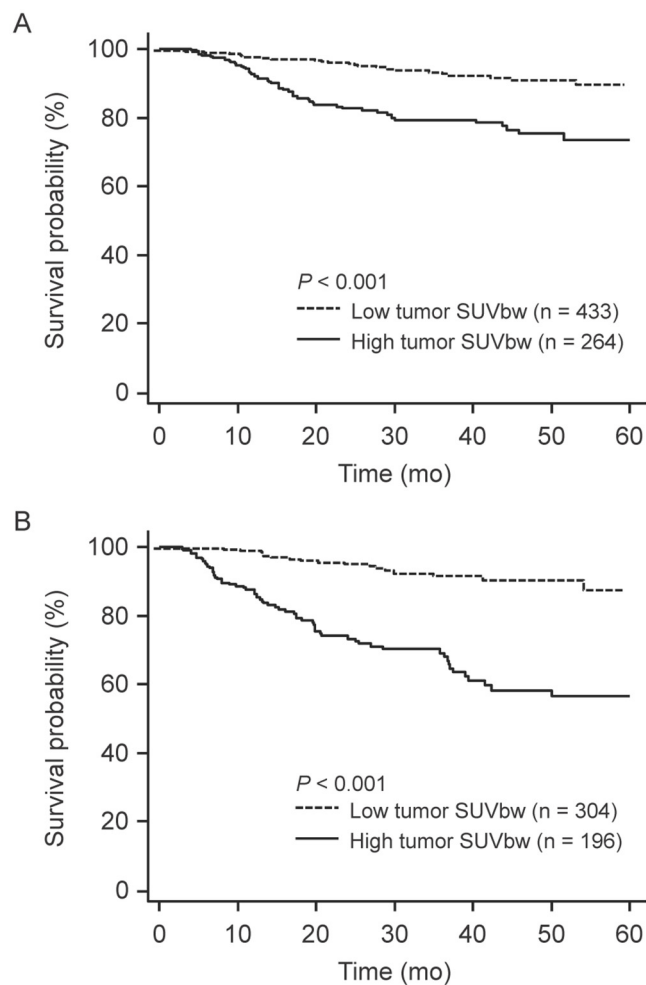 A
100
80
60
40
20
0
Survival probability (%)
P < 0.001
Low tumor SUVbw (n = 433)
High tumor SUVbw (n = 264)
0 10 20 30 40 50 60
Time (mo)
B
100
80
60
40
20
0
Survival probability (%)
P < 0.001
Low tumor SUVbw (n = 304)
High tumor SUVbw (n = 196)
0 10 20 30 40 50 60
Time (mo)